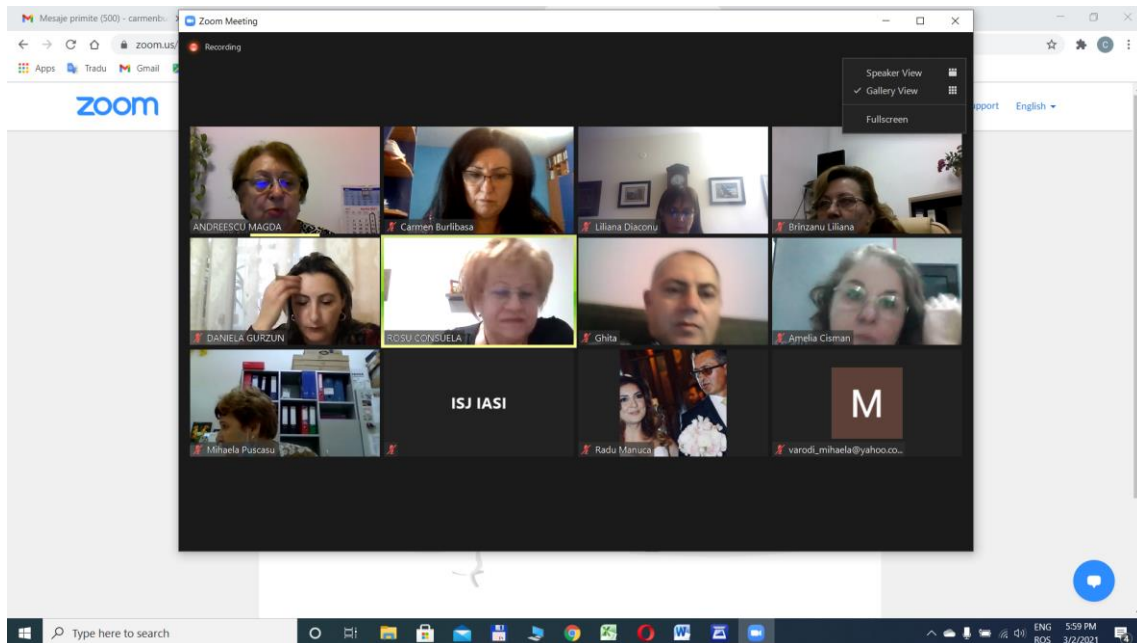 Mesaje primite (500) - carmenbu
Zoom Meeting
zoom.us/
Recording
Apps
Tradu
Gmail
Speaker View
Gallery View
Fullscreen
zoom
upport
English
ANDREESCU MAGDA
Carmen Burlibasa
Liliana Diaconu
Brînzanu Liliana
DANIELA GURZUN
ROSU CONSUELA
Ghita
Amelia Cisman
Mihaela Puscasu
ISJ IASI
Radu Manuca
M
varodi_mihaela@yahoo.co...
Type here to search
ENG
5:59 PM
ROS
3/2/2021